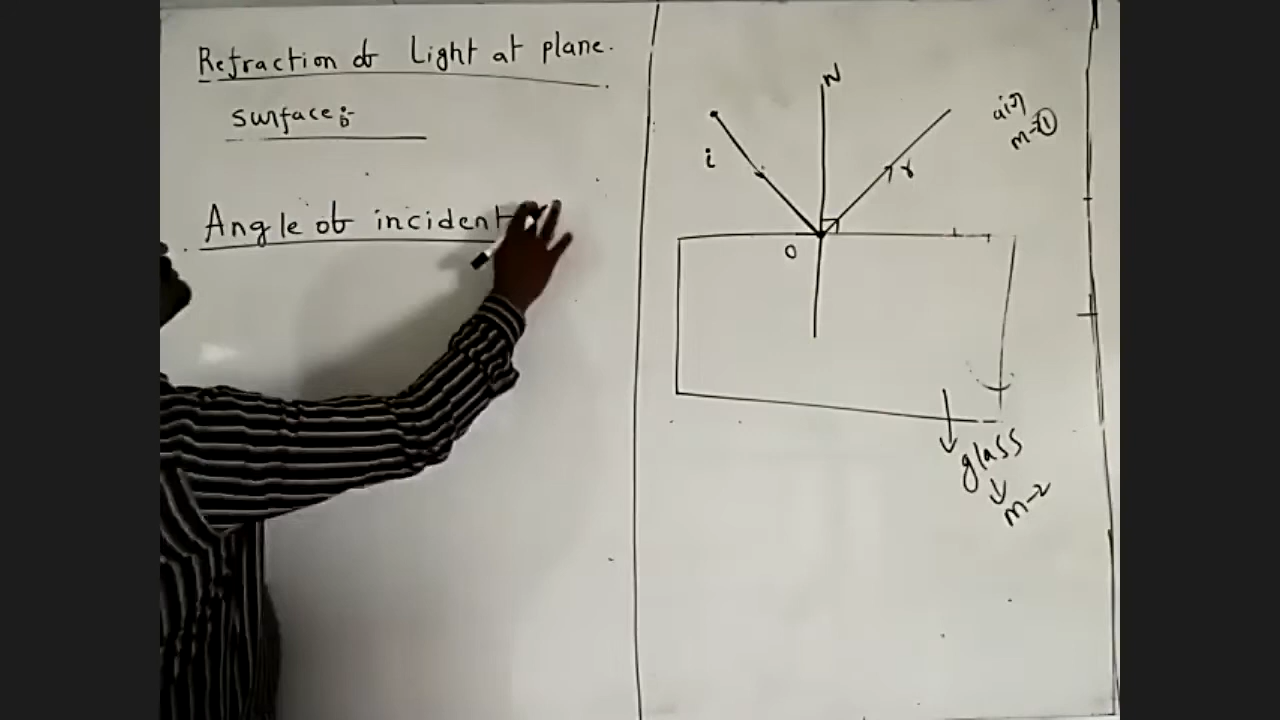 Refraction of Light at plane.
surface:-
Angle of incident
N
i
r
air
m-1
O
glass
m-2